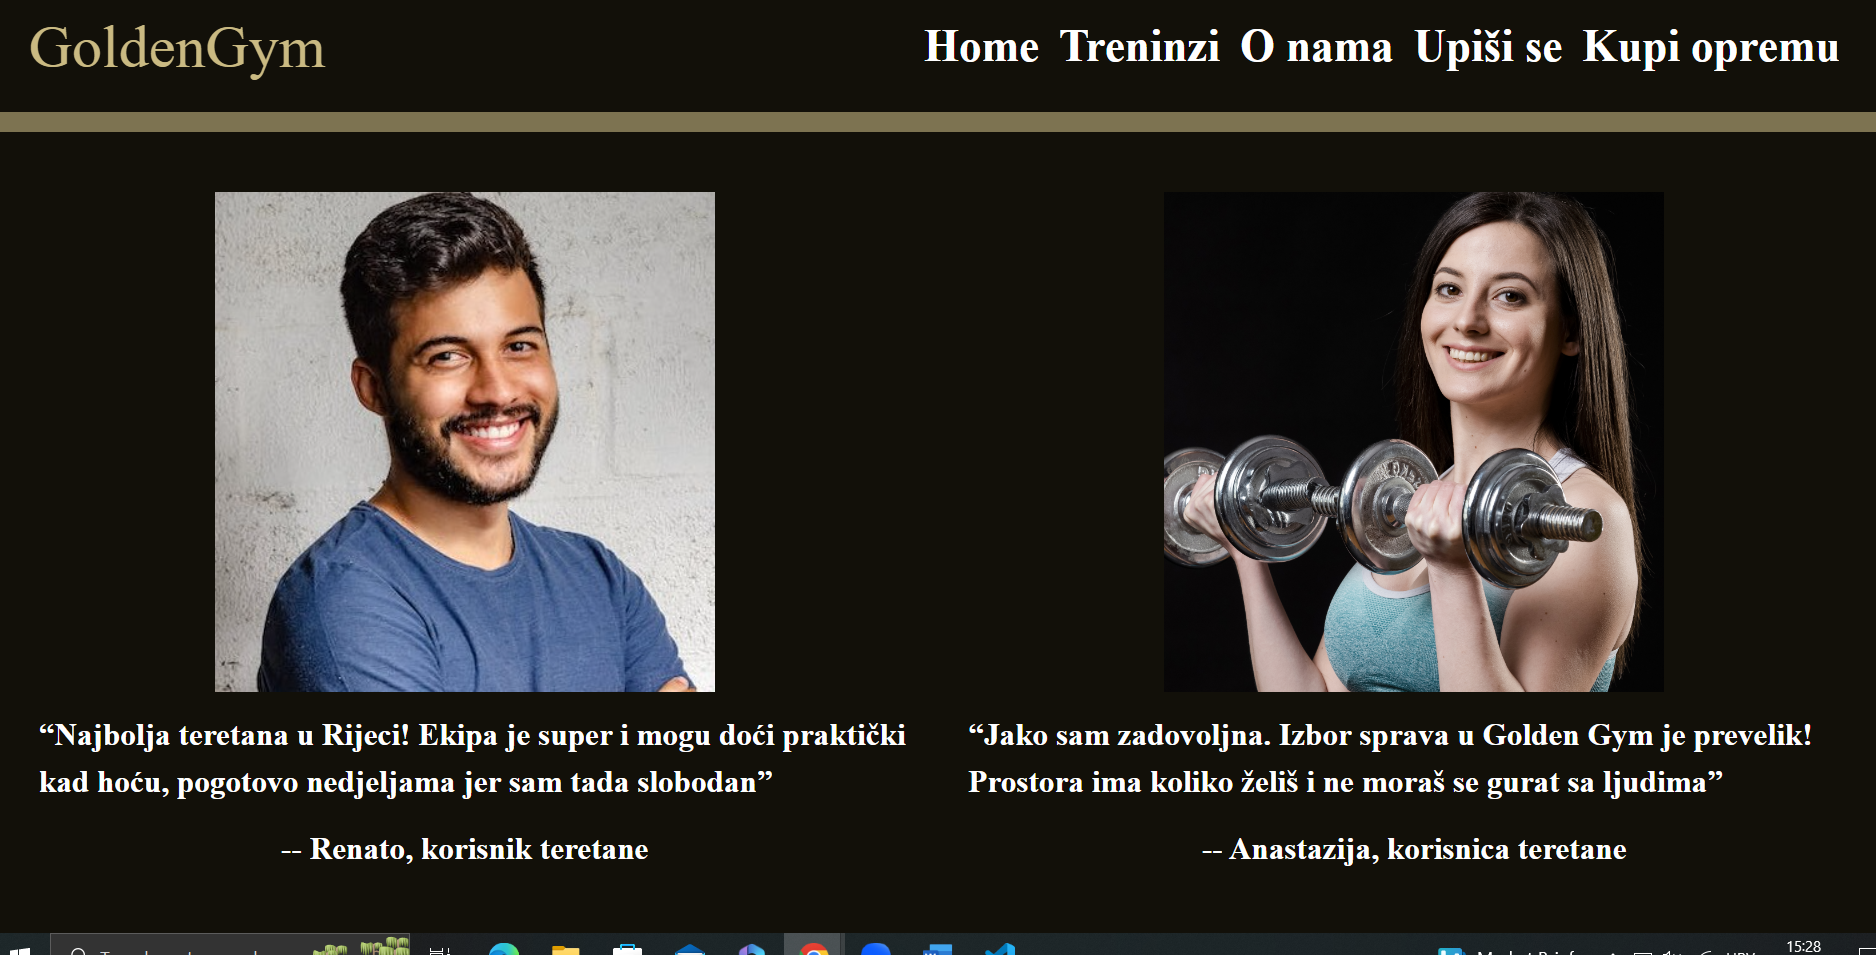 GoldenGym
Home Treninzi O nama Upiši se Kupi opremu
“Najbolja teretana u Rijeci! Ekipa je super i mogu doći praktički
kad hoću, pogotovo nedjeljama jer sam tada slobodan”
-- Renato, korisnik teretane
“Jako sam zadovoljna. Izbor sprava u Golden Gym je prevelik!
Prostora ima koliko želiš i ne moraš se gurat sa ljudima”
-- Anastazija, korisnica teretane
15:28